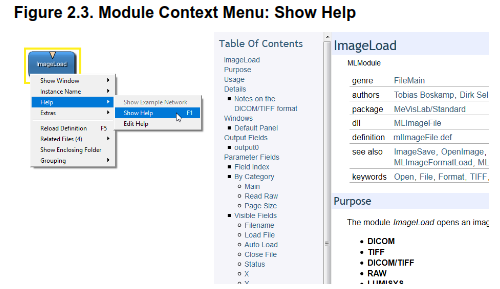 Figure 2.3. Module Context Menu: Show Help
ImageLoad
Show Window
Instance Name
Help
Extras
Reload Definition F5
Related Files (4)
Show Enclosing Folder
Grouping
Show Example Network
Show Help F1
Edit Help
Table Of Contents
ImageLoad
Purpose
Usage
Details
Notes on the
DICOM/TIFF format
Windows
Default Panel
Output Fields
output0
Parameter Fields
Field Index
By Category
Main
Read Raw
Page Size
Visible Fields
Filename
Load File
Auto Load
Close File
Status
X
ImageLoad
MLModule
genre FileMain
authors Tobias Boskamp, Dirk Sel
package MeVisLab/Standard
dll MLImageFile
definition mlImageFile.def
see also ImageSave, OpenImage,
MLImageFormatLoad, ML
keywords Open, File, Format, TIFF,
Purpose
The module ImageLoad opens an imag
DICOM
TIFF
DICOM/TIFF
RAW
LUMISYS